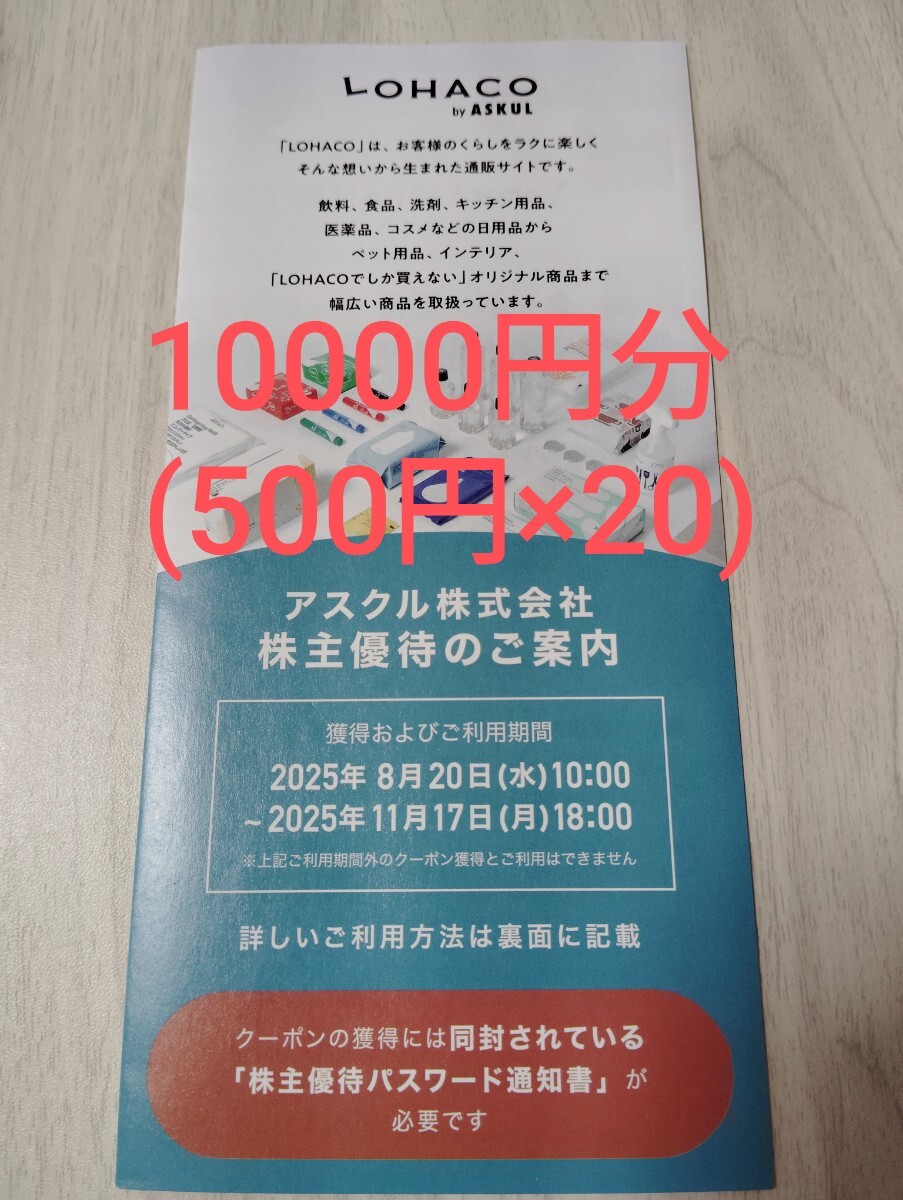 LOHACO
by ASKUL
「LOHACO」は、お客様のくらしをラクに楽しく
そんな想いから生まれた通販サイトです。
飲料、食品、洗剤、キッチン用品、
医薬品、コスメなどの日用品から
ペット用品、インテリア、
「LOHACOでしか買えない」オリジナル商品まで
幅広い商品を取扱っています。
10000円分
(500円×20)
アスクル株式会社
株主優待のご案内
獲得およびご利用期間
2025年 8月20日(水)10:00
~2025年11月17日(月)18:00
※上記ご利用期間外のクーポン獲得とご利用はできません
詳しいご利用方法は裏面に記載
クーポンの獲得には同封されている
「株主優待パスワード通知書」が
必要です